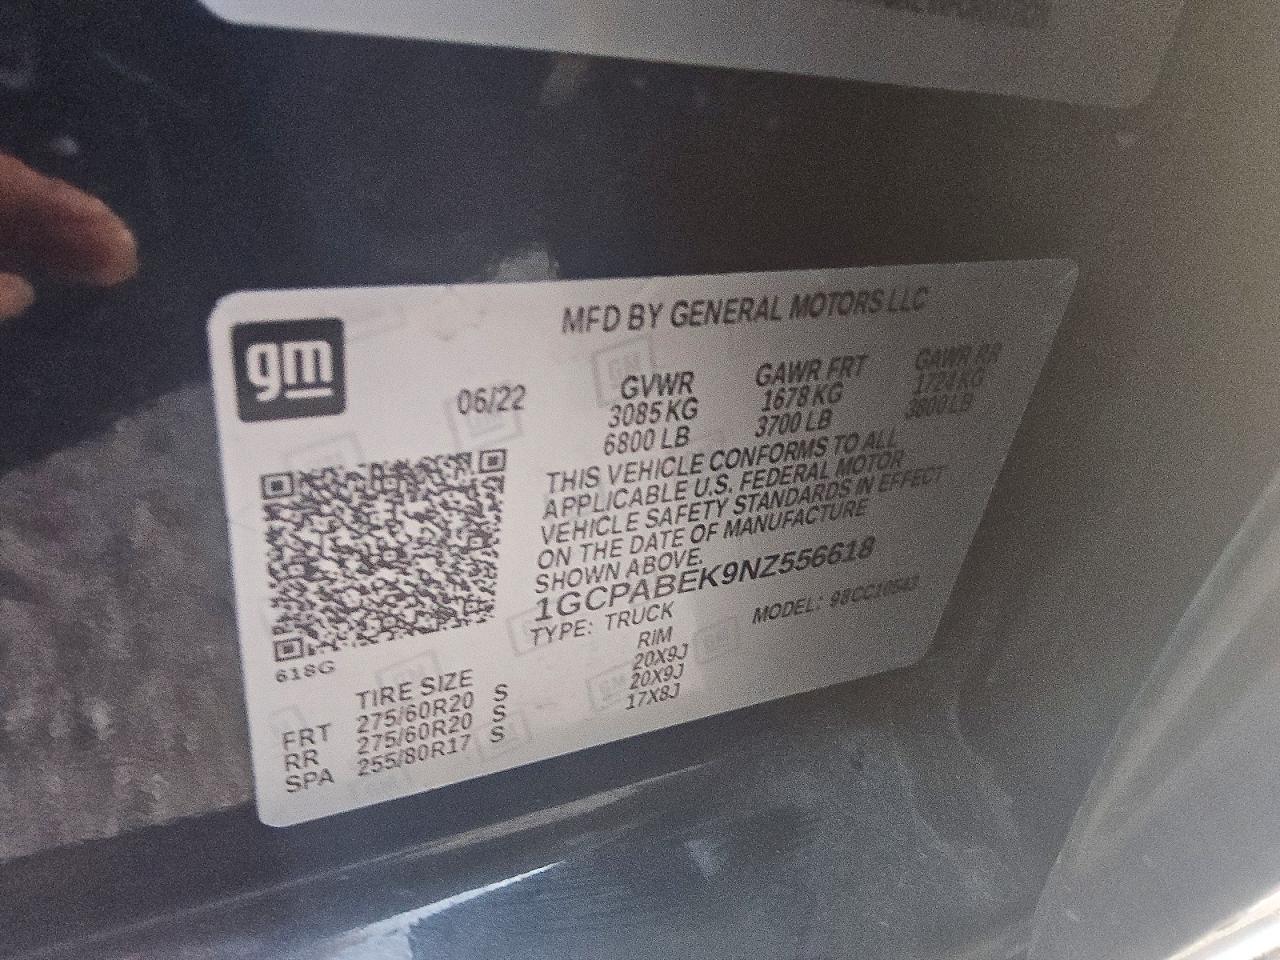 gm
MFD BY GENERAL MOTORS LLC
06/22
GVWR GAWR FRT GAWR RR
3085 KG 1678 KG 1724 KG
6800 LB 3700 LB 3800 LB
THIS VEHICLE CONFORMS TO ALL
APPLICABLE U.S. FEDERAL MOTOR
VEHICLE SAFETY STANDARDS IN EFFECT
ON THE DATE OF MANUFACTURE
SHOWN ABOVE.
1GCPABEK9NZ556618
TYPE: TRUCK MODEL: 98CC10543
618G
TIRE SIZE RIM
FRT 275/60R20 S 20X9J
RR 275/60R20 S 20X9J
SPA 255/80R17 S 17X8J